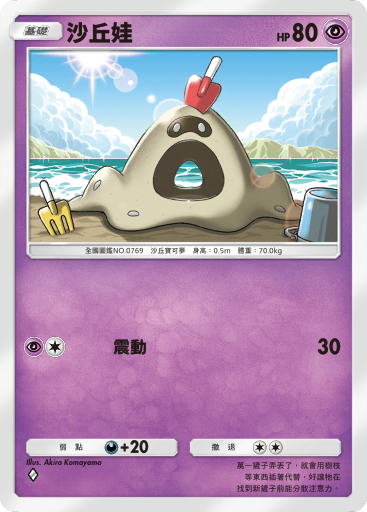 基礎 沙丘娃 HP 80
全國圖鑑NO.0769 沙丘寶可夢 身高：0.5m 體重：70.0kg
震動 30
弱點 +20 撤退
Illus. Akira Komayama
萬一鏟子弄丟了，就會用樹枝
等東西插著代替，好讓牠在
找到新鏟子前能分散注意力。